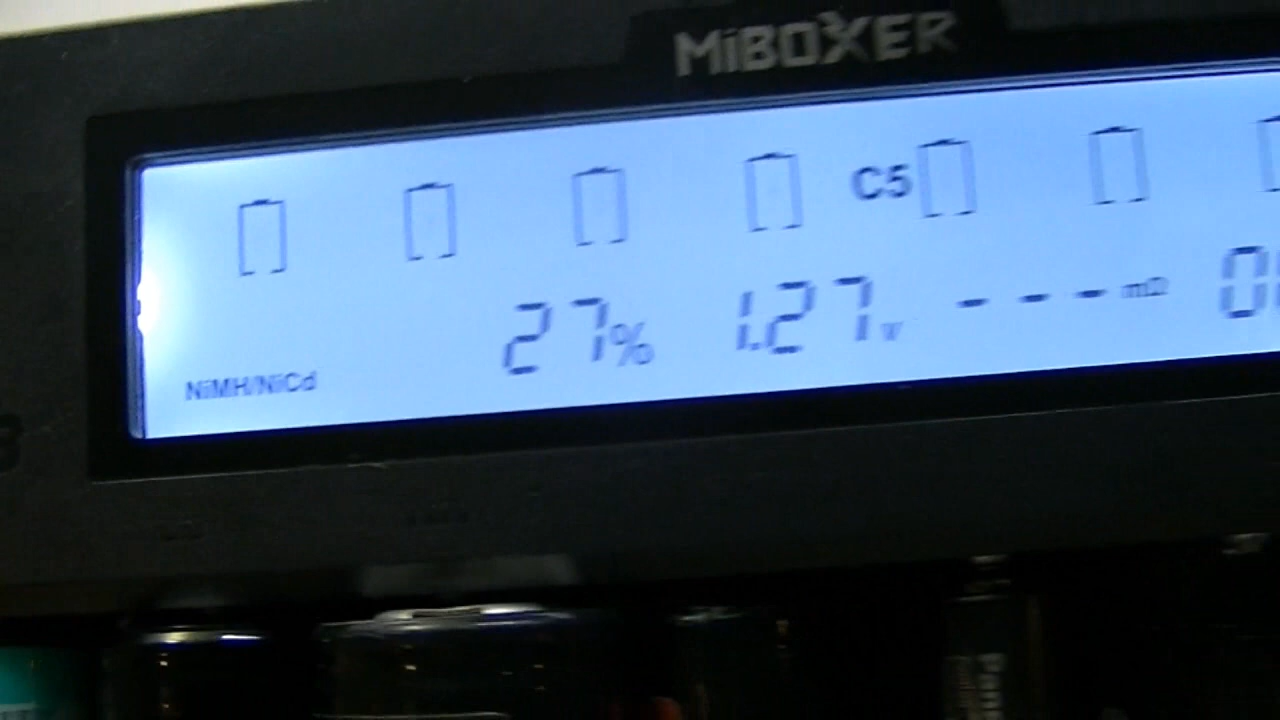 MiBOXER
C5
27% 1.27v ---mΩ
NiMH/NiCd